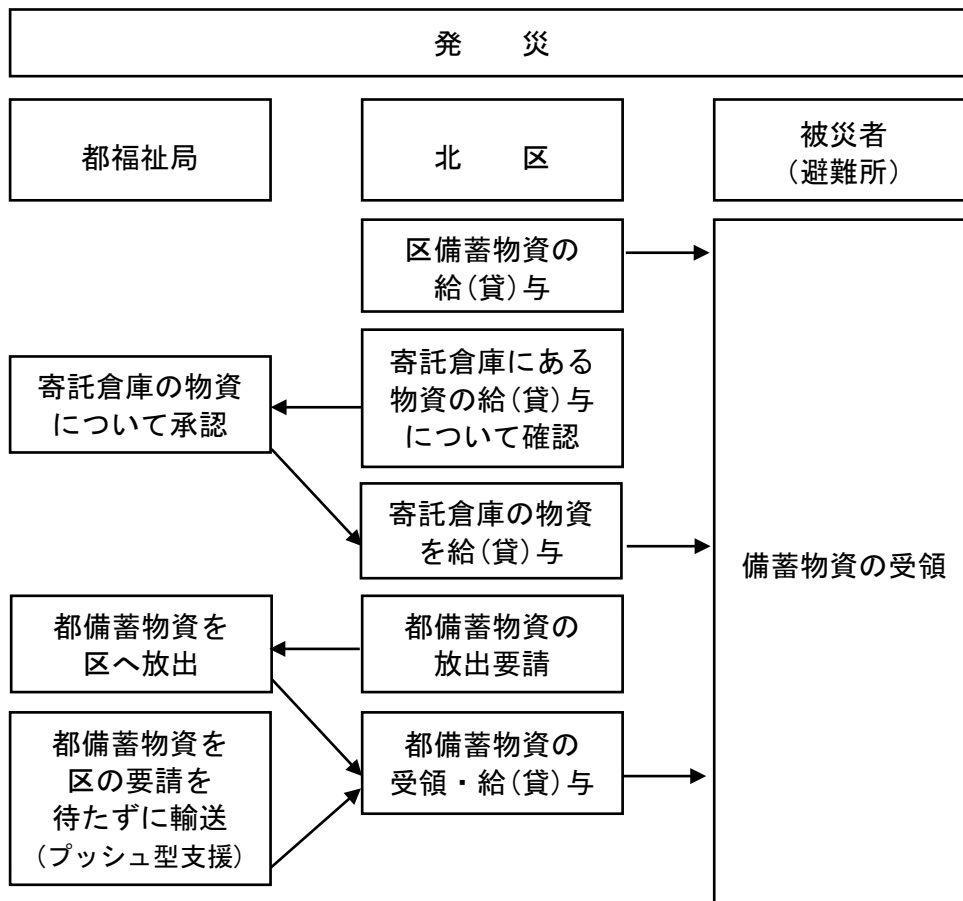 発　　災
都福祉局
北　　区
被災者
（避難所）
区備蓄物資の
給(貸)与
寄託倉庫にある
物資の給(貸)与
について確認
寄託倉庫の物資
について承認
寄託倉庫の物資
を給(貸)与
備蓄物資の受領
都備蓄物資を
区へ放出
都備蓄物資の
放出要請
都備蓄物資を
区の要請を
待たずに輸送
(プッシュ型支援)
都備蓄物資の
受領・給(貸)与